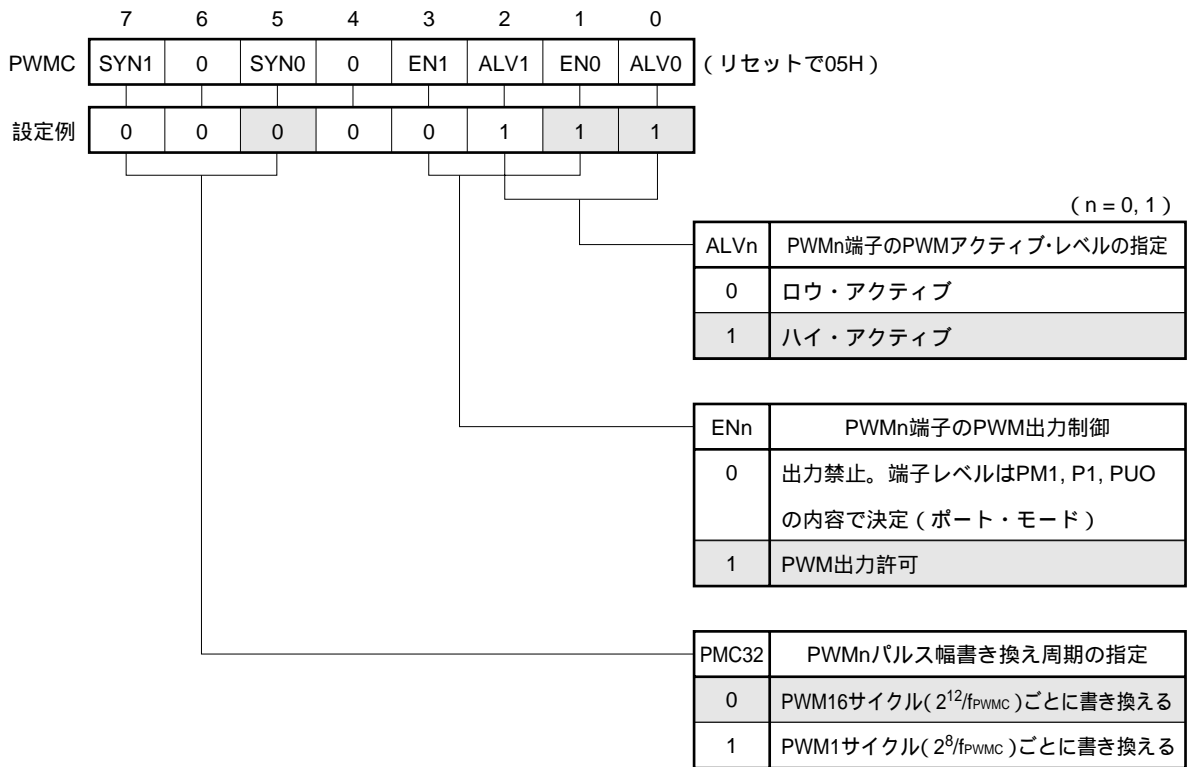 7 6 5 4 3 2 1 0
PWMC SYN1 0 SYN0 0 EN1 ALV1 EN0 ALV0 (リセットで05H)
設定例 0 0 0 0 0 1 1 1
(n = 0, 1)
ALVn PWMn端子のPWMアクティブ・レベルの指定
0 ロウ・アクティブ
1 ハイ・アクティブ
ENn PWMn端子のPWM出力制御
0 出力禁止。端子レベルはPM1, P1, PUO
の内容で決定(ポート・モード)
1 PWM出力許可
PMC32 PWMnパルス幅書き換え周期の指定
0 PWM16サイクル(2¹²/fPWMC)ごとに書き換える
1 PWM1サイクル(2⁸/fPWMC)ごとに書き換える